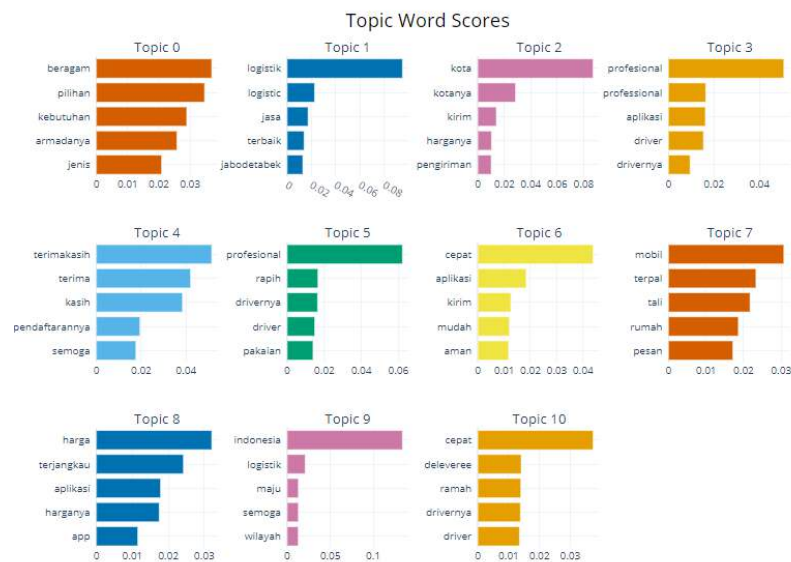 Topic Word Scores
Topic 0
beragam
pilihan
kebutuhan
armadanya
jenis
0 0.01 0.02 0.03
Topic 1
logistik
logistic
jasa
terbaik
jabodetabek
0 0.02 0.04 0.06 0.08
Topic 2
kota
kotanya
kirim
harganya
pengiriman
0 0.02 0.04 0.06 0.08
Topic 3
profesional
professional
aplikasi
driver
drivernya
0 0.02 0.04
Topic 4
terimakasih
terima
kasih
pendaftarannya
semoga
0 0.02 0.04
Topic 5
profesional
rapih
drivernya
driver
pakaian
0 0.02 0.04 0.06
Topic 6
cepat
aplikasi
kirim
mudah
aman
0 0.01 0.02 0.03 0.04
Topic 7
mobil
terpal
tali
rumah
pesan
0 0.01 0.02 0.03
Topic 8
harga
terjangkau
aplikasi
harganya
app
0 0.01 0.02 0.03
Topic 9
indonesia
logistik
maju
semoga
wilayah
0 0.05 0.1
Topic 10
cepat
deleveree
ramah
drivernya
driver
0 0.01 0.02 0.03